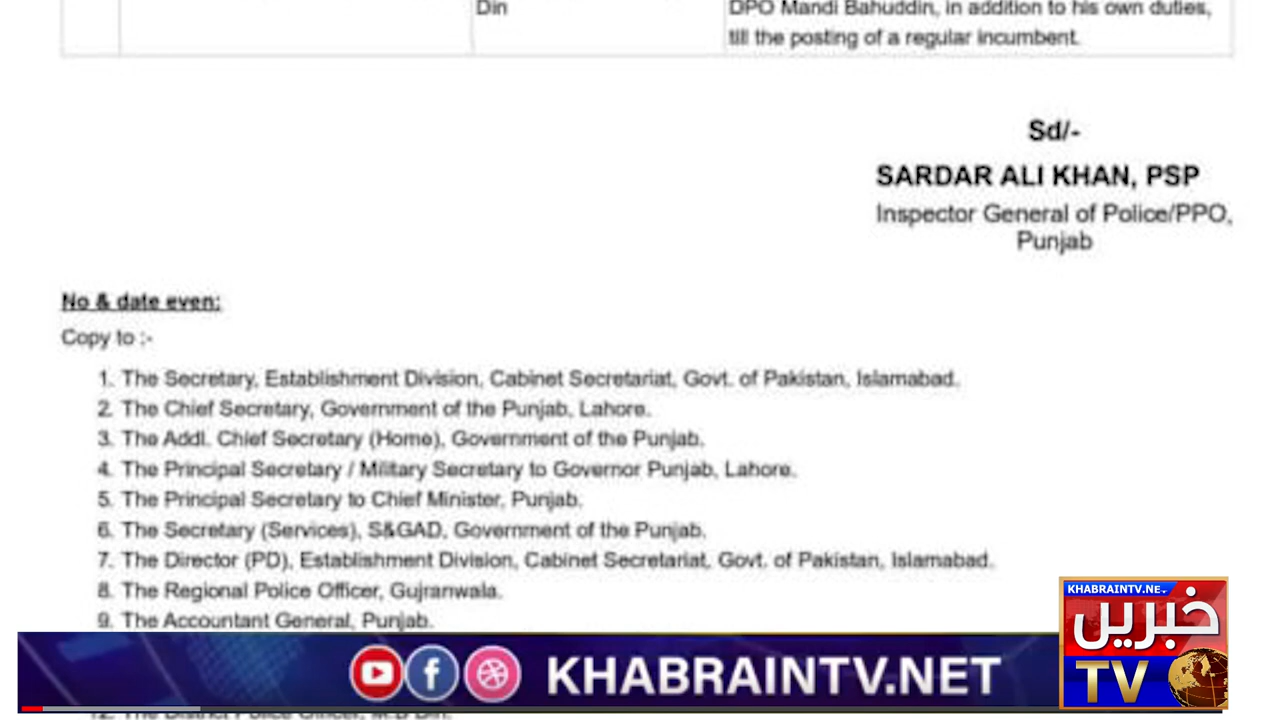 Din
DPO Mandi Bahuddin, in addition to his own duties,
till the posting of a regular incumbent.
Sd/-
SARDAR ALI KHAN, PSP
Inspector General of Police/PPO,
Punjab
No & date even:
Copy to :-
1. The Secretary, Establishment Division, Cabinet Secretariat, Govt. of Pakistan, Islamabad.
2. The Chief Secretary, Government of the Punjab, Lahore.
3. The Addl. Chief Secretary (Home), Government of the Punjab.
4. The Principal Secretary / Military Secretary to Governor Punjab, Lahore.
5. The Principal Secretary to Chief Minister, Punjab.
6. The Secretary (Services), S&GAD, Government of the Punjab.
7. The Director (PD), Establishment Division, Cabinet Secretariat, Govt. of Pakistan, Islamabad.
8. The Regional Police Officer, Gujranwala.
9. The Accountant General, Punjab.
KHABRAINTV.NET
KHABRAINTV.NE
خبریں
TV
12. The District Police Officer, M.B Din.